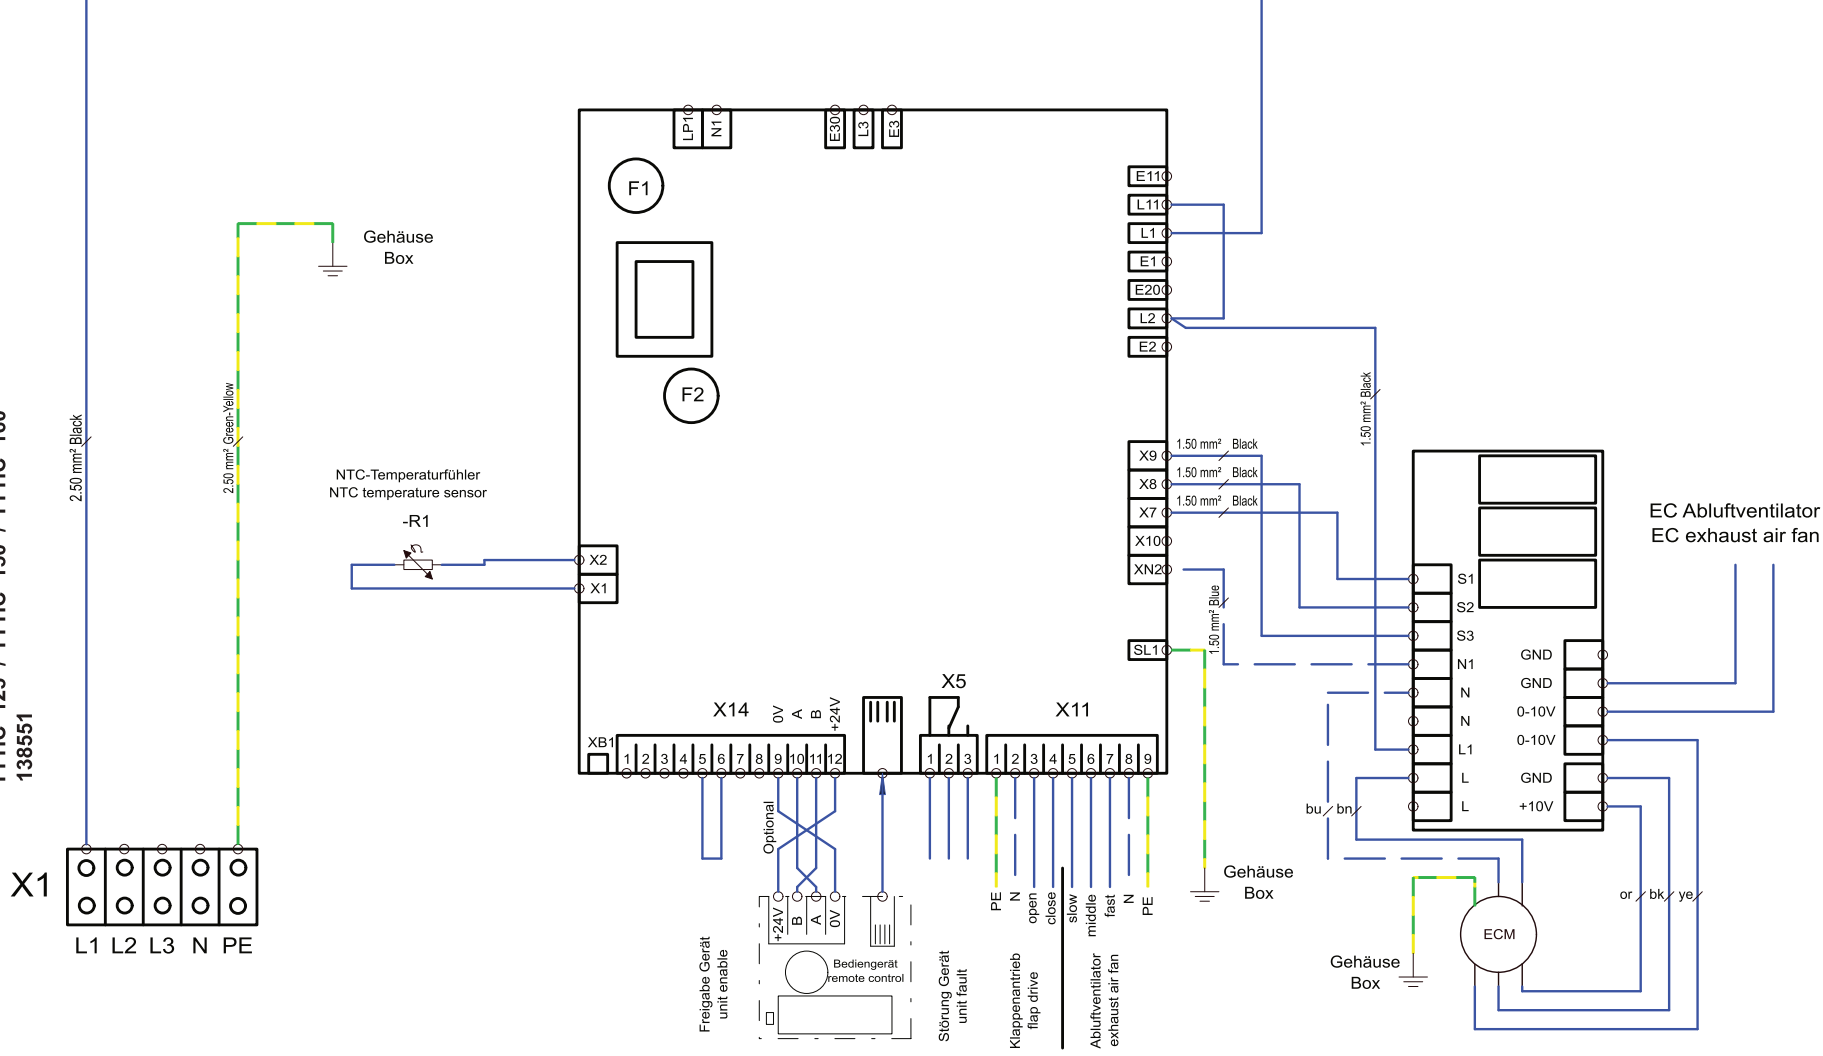 LP1
N1
E30
L3
E3
F1
E11
L11
L1
E1
E20
L2
E2
Gehäuse
Box
F2
2.50 mm² Black
2.50 mm² Green-Yellow
138551
NTC-Temperaturfühler
NTC temperature sensor
-R1
X2
X1
1.50 mm² Black
X9
1.50 mm² Black
X8
1.50 mm² Black
X7
1.50 mm² Black
X10
XN2
1.50 mm² Blue
SL1
EC Abluftventilator
EC exhaust air fan
S1
S2
S3
N1
N
N
L1
L
L
GND
GND
0-10V
0-10V
GND
+10V
X14
0V
A
B
+24V
X5
X11
XB1
1 2 3 4 5 6 7 8 9 10 11 12
1 2 3
1 2 3 4 5 6 7 8 9
Optional
bu
bn
X1
L1 L2 L3 N PE
+24V
B
A
0V
Bediengerät
remote control
Freigabe Gerät
unit enable
Störung Gerät
unit fault
PE
N
open
close
slow
middle
fast
N
PE
Klappenantrieb
flap drive
Abluftventilator
exhaust air fan
Gehäuse
Box
or
bk
ye
ECM
Gehäuse
Box